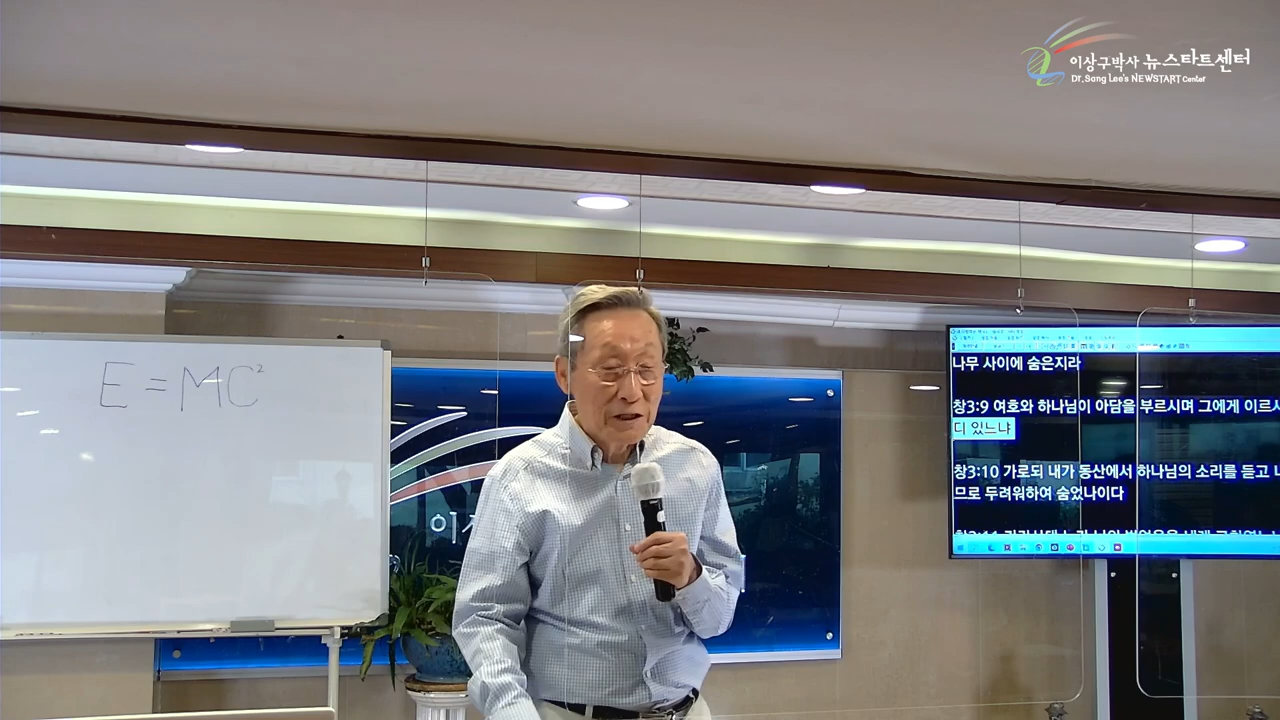 이상구박사 뉴스타트센터
Dr. Sang Lee's NEWSTART Center
E = MC²
나무 사이에 숨은지라
창3:9 여호와 하나님이 아담을 부르시며 그에게 이르시
디 있느냐
창3:10 가로되 내가 동산에서 하나님의 소리를 듣고
므로 두려워하여 숨었나이다